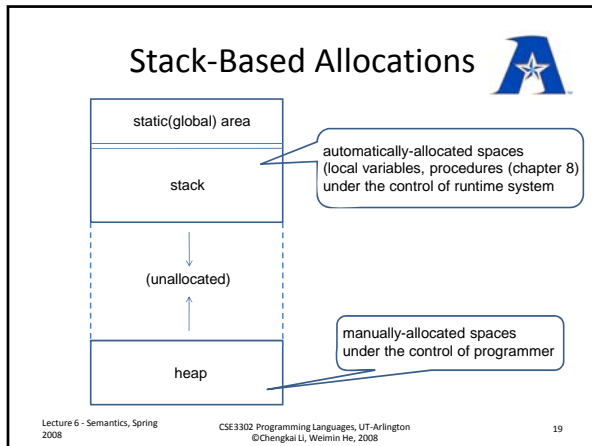 Stack-Based Allocations
static(global) area
stack
automatically-allocated spaces
(local variables, procedures (chapter 8)
under the control of runtime system
(unallocated)
manually-allocated spaces
under the control of programmer
heap
Lecture 6 - Semantics, Spring
2008
CSE3302 Programming Languages, UT-Arlington
©Chengkai Li, Weimin He, 2008
19